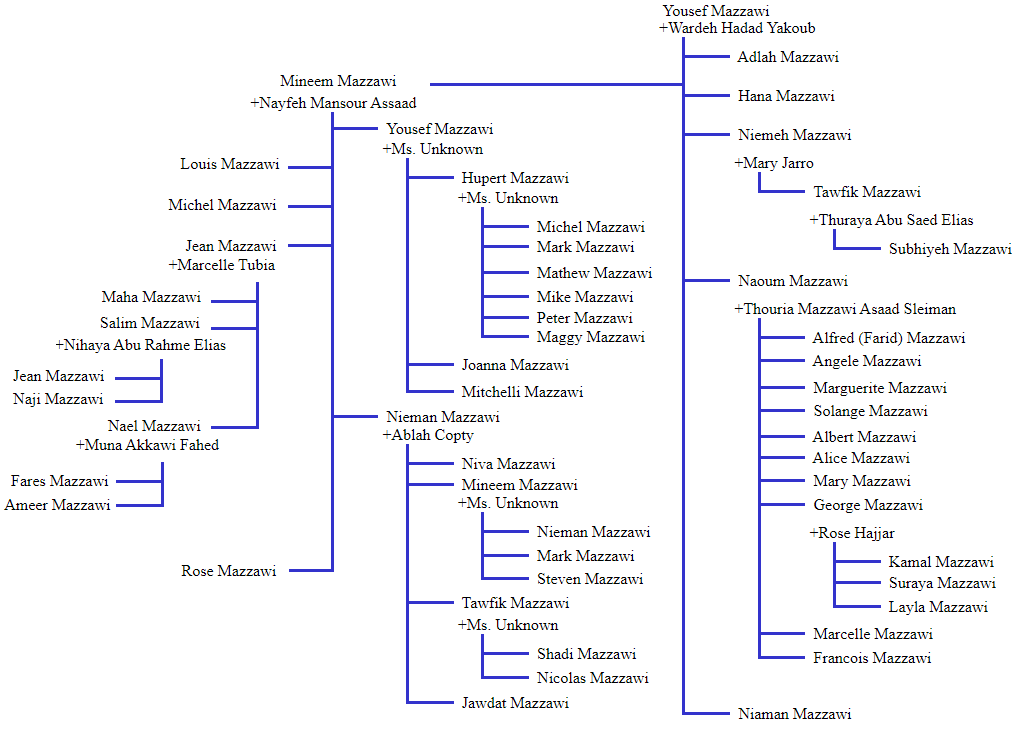 Yousef Mazzawi
+Wardeh Hadad Yakoub
Adlah Mazzawi
Mineem Mazzawi
+Nayfeh Mansour Assaad
Hana Mazzawi
Yousef Mazzawi
+Ms. Unknown
Niemeh Mazzawi
+Mary Jarro
Louis Mazzawi
Hupert Mazzawi
+Ms. Unknown
Tawfik Mazzawi
+Thuraya Abu Saed Elias
Michel Mazzawi
Michel Mazzawi
Mark Mazzawi
Subhiyeh Mazzawi
Jean Mazzawi
+Marcelle Tubia
Mathew Mazzawi
Naoum Mazzawi
Maha Mazzawi
Mike Mazzawi
+Thouria Mazzawi Asaad Sleiman
Salim Mazzawi
+Nihaya Abu Rahme Elias
Peter Mazzawi
Maggy Mazzawi
Alfred (Farid) Mazzawi
Angele Mazzawi
Jean Mazzawi
Joanna Mazzawi
Naji Mazzawi
Mitchelli Mazzawi
Marguerite Mazzawi
Solange Mazzawi
Nael Mazzawi
+Muna Akkawi Fahed
Nieman Mazzawi
+Ablah Copty
Albert Mazzawi
Niva Mazzawi
Alice Mazzawi
Fares Mazzawi
Mineem Mazzawi
+Ms. Unknown
Mary Mazzawi
Ameer Mazzawi
George Mazzawi
Nieman Mazzawi
+Rose Hajjar
Mark Mazzawi
Kamal Mazzawi
Rose Mazzawi
Steven Mazzawi
Suraya Mazzawi
Tawfik Mazzawi
+Ms. Unknown
Layla Mazzawi
Shadi Mazzawi
Marcelle Mazzawi
Nicolas Mazzawi
Francois Mazzawi
Jawdat Mazzawi
Niaman Mazzawi